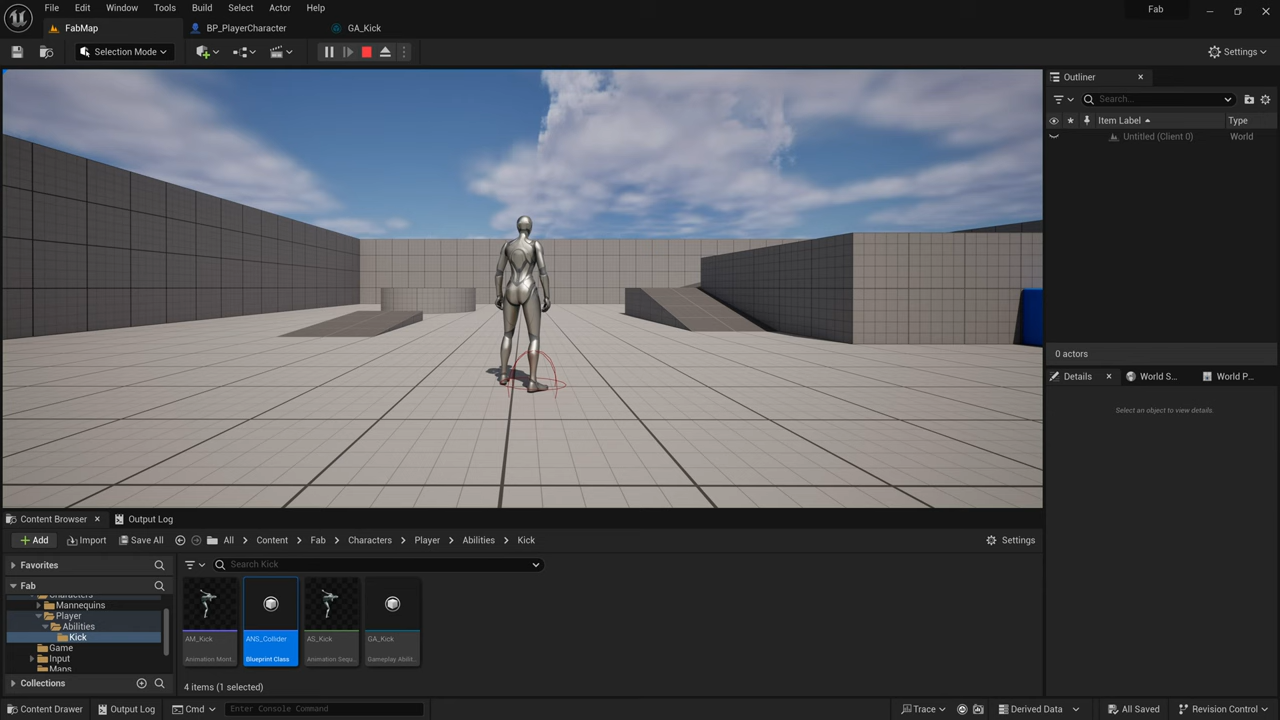 File Edit Window Tools Build Select Actor Help
Fab
FabMap
BP_PlayerCharacter
GA_Kick
Selection Mode
Settings
Outliner
Search...
Item Label
Type
Untitled (Client 0)
World
0 actors
Details
World S...
World P...
Select an object to view details.
Content Browser
Output Log
Add
Import
Save All
All
Content
Fab
Characters
Player
Abilities
Kick
Settings
Favorites
Search Kick
Fab
Characters
Mannequins
Player
Abilities
Kick
Game
Input
Maps
AM_Kick
Animation Mont
ANS_Collider
Blueprint Class
AS_Kick
Animation Sequ
GA_Kick
Gameplay Abilit
4 items (1 selected)
Collections
Content Drawer
Output Log
Cmd
Enter Console Command
Trace
Derived Data
All Saved
Revision Control